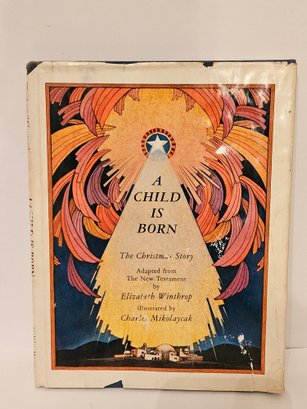 A
CHILD
IS
BORN
The Christmas Story
Adapted from
The New Testament
by
Elizabeth Winthrop
illustrated by
Charles Mikolaycak